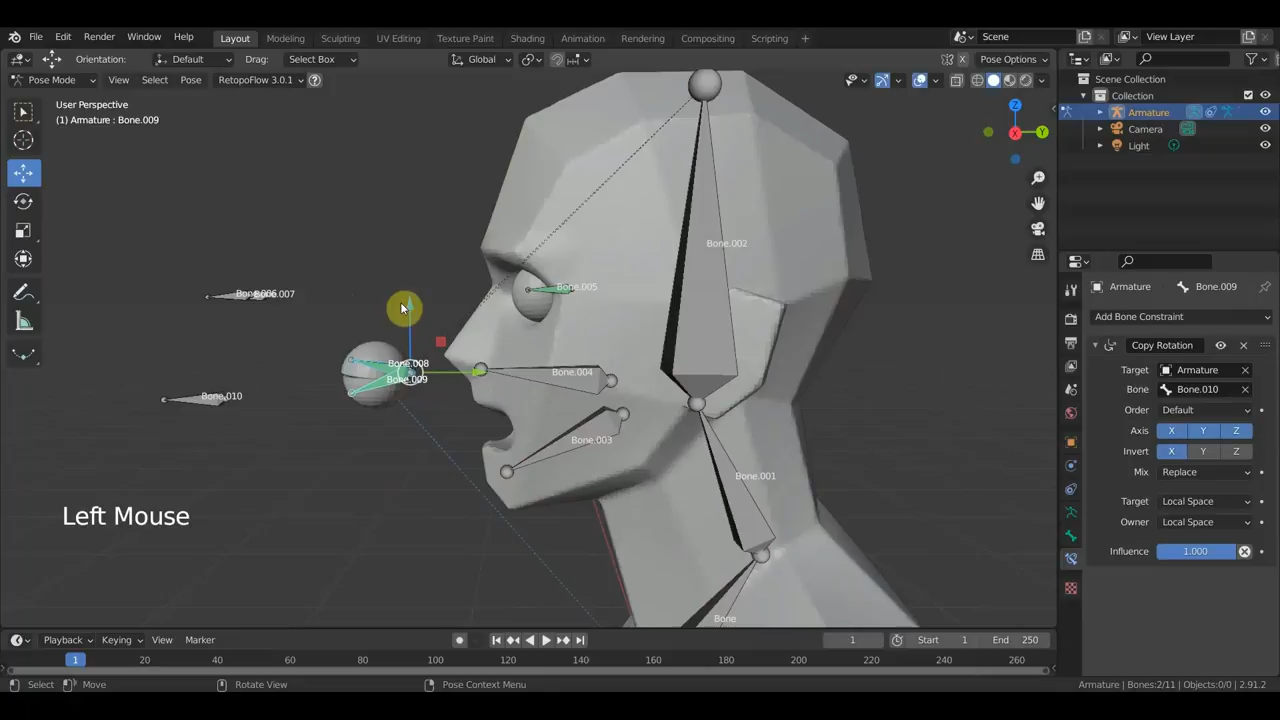 File Edit Render Window Help Layout Modeling Sculpting UV Editing Texture Paint Shading Animation Rendering Compositing Scripting + Scene View Layer
Orientation: Default Drag: Select Box Global Pose Options
Pose Mode View Select Pose RetopoFlow 3.0.1 ?
User Perspective
(1) Armature : Bone.009
Z
X
Y
Scene Collection
Collection
Armature
Camera
Light
Bone.002
Bone.005
Bone.007
Bone.008
Bone.009
Bone.010
Bone.004
Bone.003
Bone.001
Bone
Left Mouse
Armature Bone.009
Add Bone Constraint
Copy Rotation
Target Armature
Bone Bone.010
Order Default
Axis X Y Z
Invert X Y Z
Mix Replace
Target Local Space
Owner Local Space
Influence 1.000
Playback Keying View Marker 1 Start 1 End 250
1 20 40 60 80 100 120 140 160 180 200 220 240 260
Select Move Rotate View Pose Context Menu Armature | Bones:2/11 | Objects:0/0 | 2.91.2